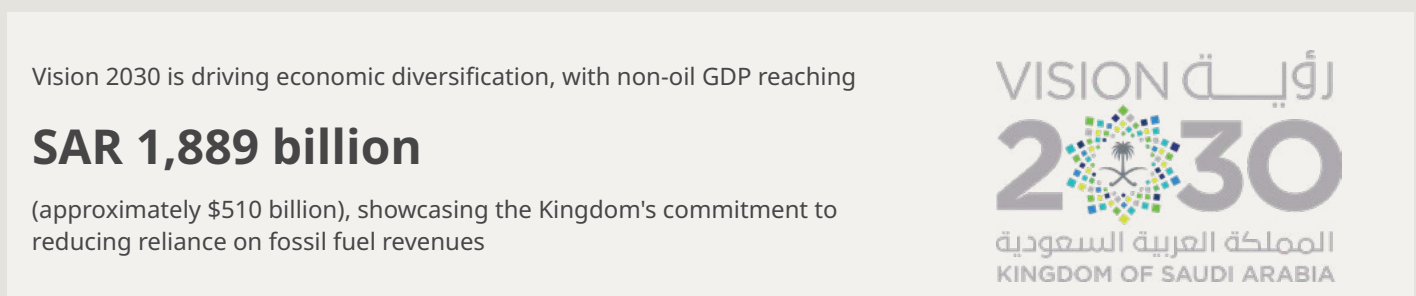 Vision 2030 is driving economic diversification, with non-oil GDP reaching
SAR 1,889 billion
(approximately $510 billion), showcasing the Kingdom's commitment to
reducing reliance on fossil fuel revenues
VISION رؤيــة
2030
المملكة العربية السعودية
KINGDOM OF SAUDI ARABIA